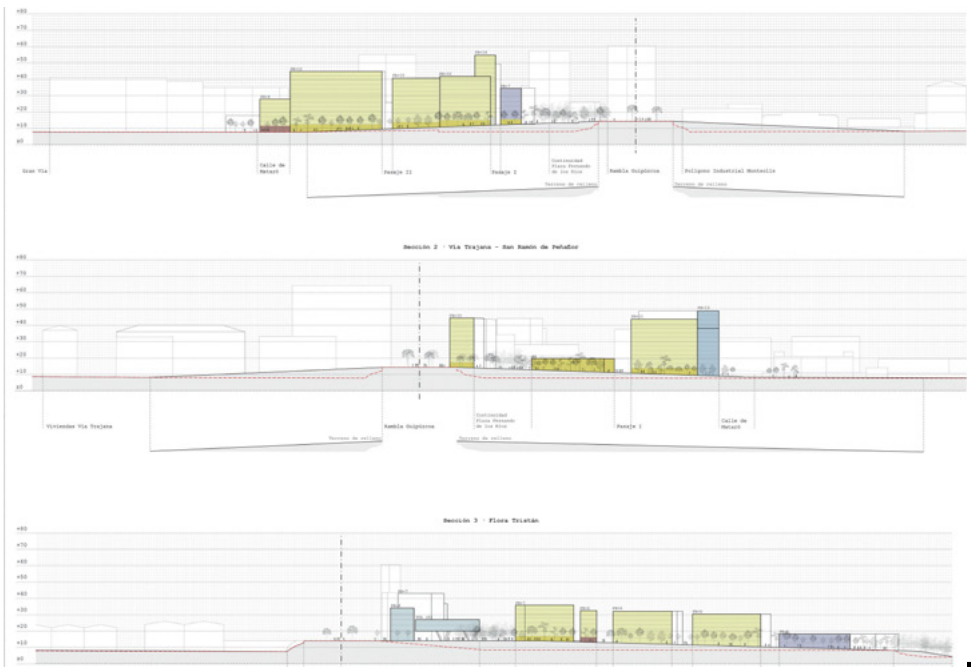 +80
+70
+60
+50
+40
+30
+20
+10
±0
Gran Vía
Calle de
Mataró
Pasaje II
Pasaje I
Continuidad
Plaza Fernando
de los Ríos
Rambla Guipúzcoa
Polígono Industrial Montsolís
Terreno de relleno
Terreno de relleno
Sección 2 · Vía Trajana - San Ramón de Peñafor
+80
+70
+60
+50
+40
+30
+20
+10
±0
Viviendas Vía Trajana
Rambla Guipúzcoa
Continuidad
Plaza Fernando
de los Ríos
Pasaje I
Calle de
Mataró
Terreno de relleno
Terreno de relleno
Sección 3 · Flora Tristán
+80
+70
+60
+50
+40
+30
+20
+10
±0